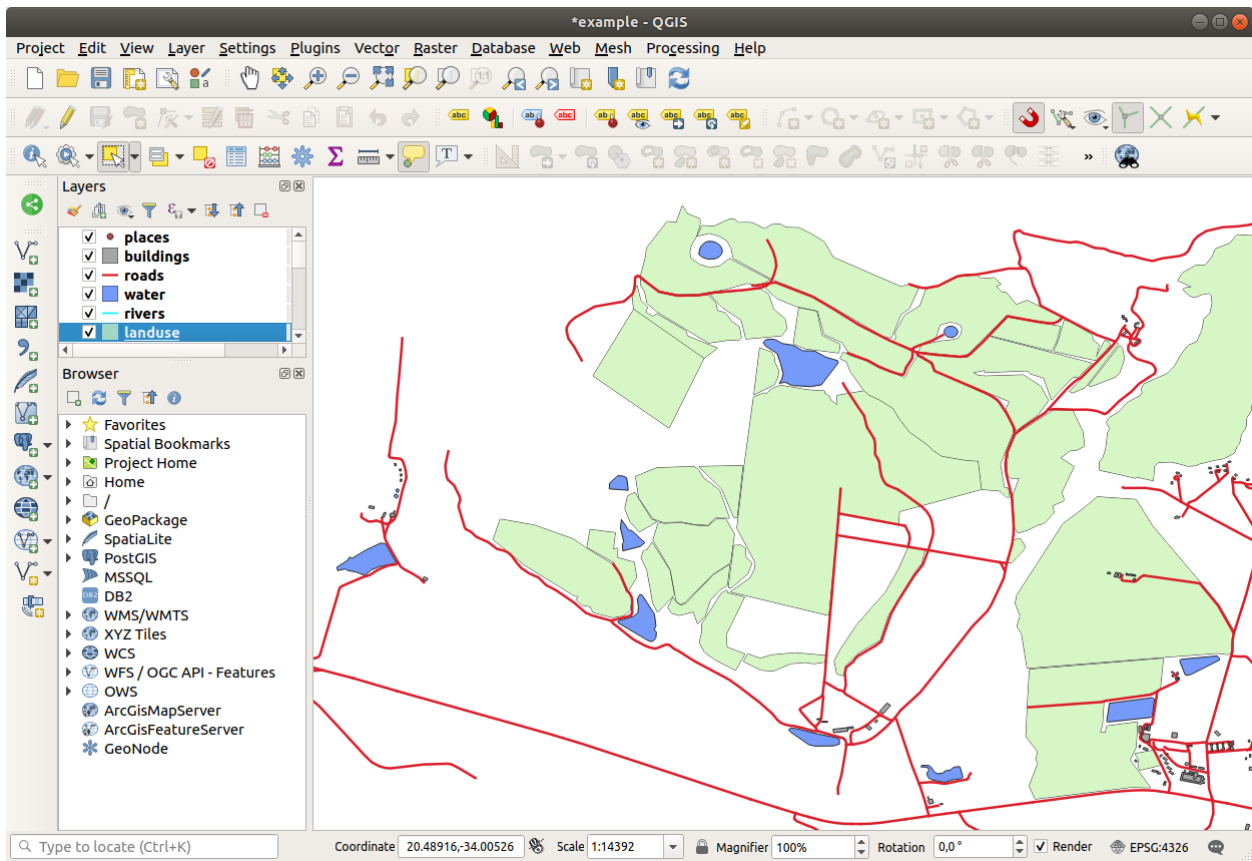 *example - QGIS
Project Edit View Layer Settings Plugins Vector Raster Database Web Mesh Processing Help
Layers
places
buildings
roads
water
rivers
landuse
Browser
Favorites
Spatial Bookmarks
Project Home
Home
/
GeoPackage
SpatiaLite
PostGIS
MSSQL
DB2
WMS/WMTS
XYZ Tiles
WCS
WFS / OGC API - Features
OWS
ArcGisMapServer
ArcGisFeatureServer
GeoNode
Type to locate (Ctrl+K) Coordinate 20.48916,-34.00526 Scale 1:14392 Magnifier 100% Rotation 0,0 ° Render EPSG:4326